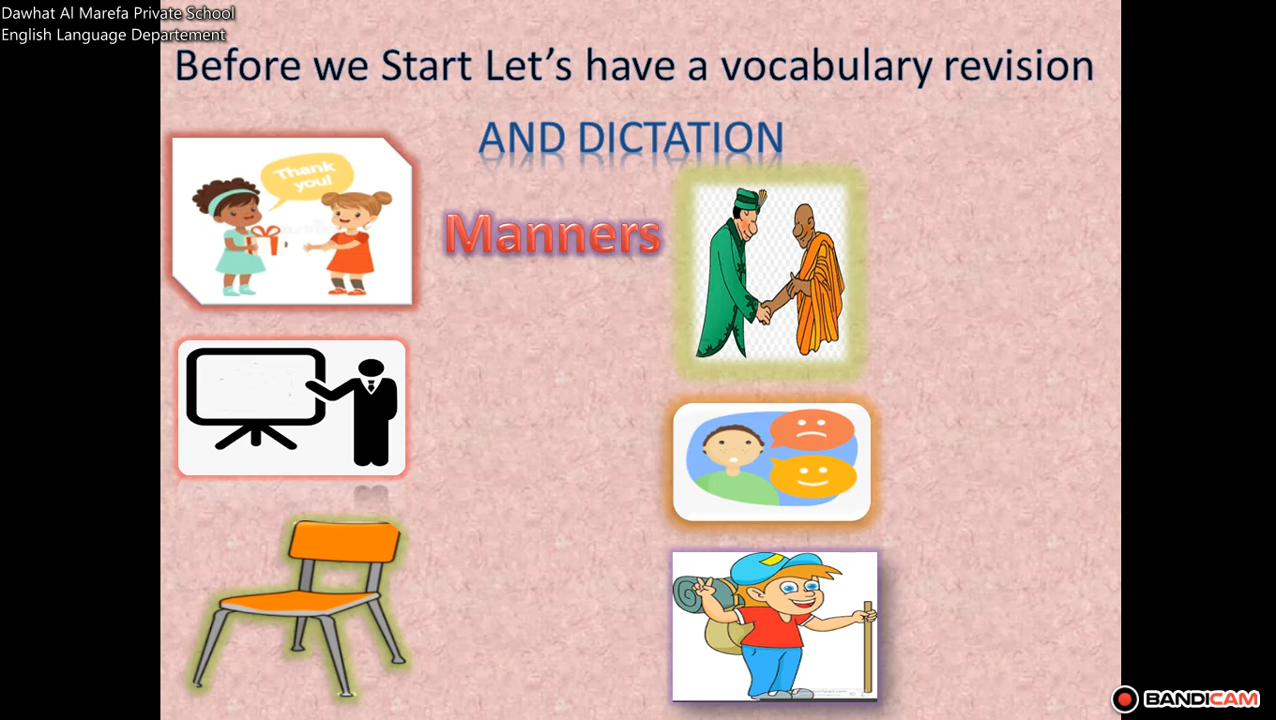 Dawhat Al Marefa Private School
English Language Departement
Before we Start Let's have a vocabulary revision
AND DICTATION
Thank
you!
Manners
BANDICAM